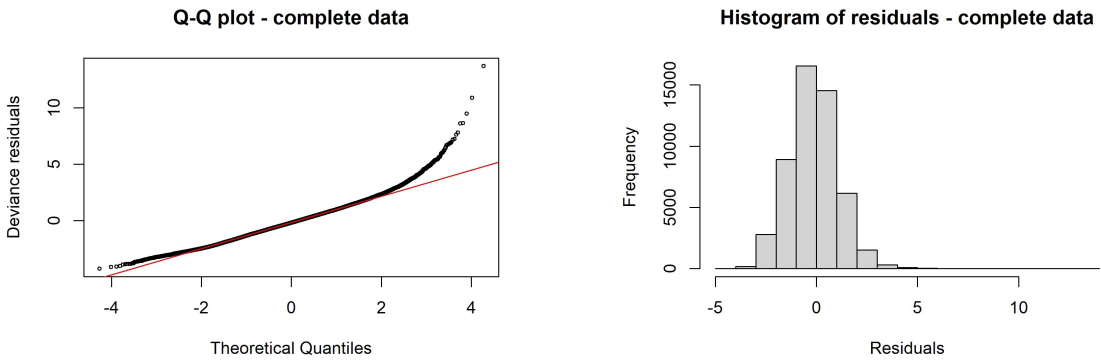 Q-Q plot - complete data
Deviance residuals
10
5
0
-4 -2 0 2 4
Theoretical Quantiles
Histogram of residuals - complete data
Frequency
15000
10000
5000
0
-5 0 5 10
Residuals